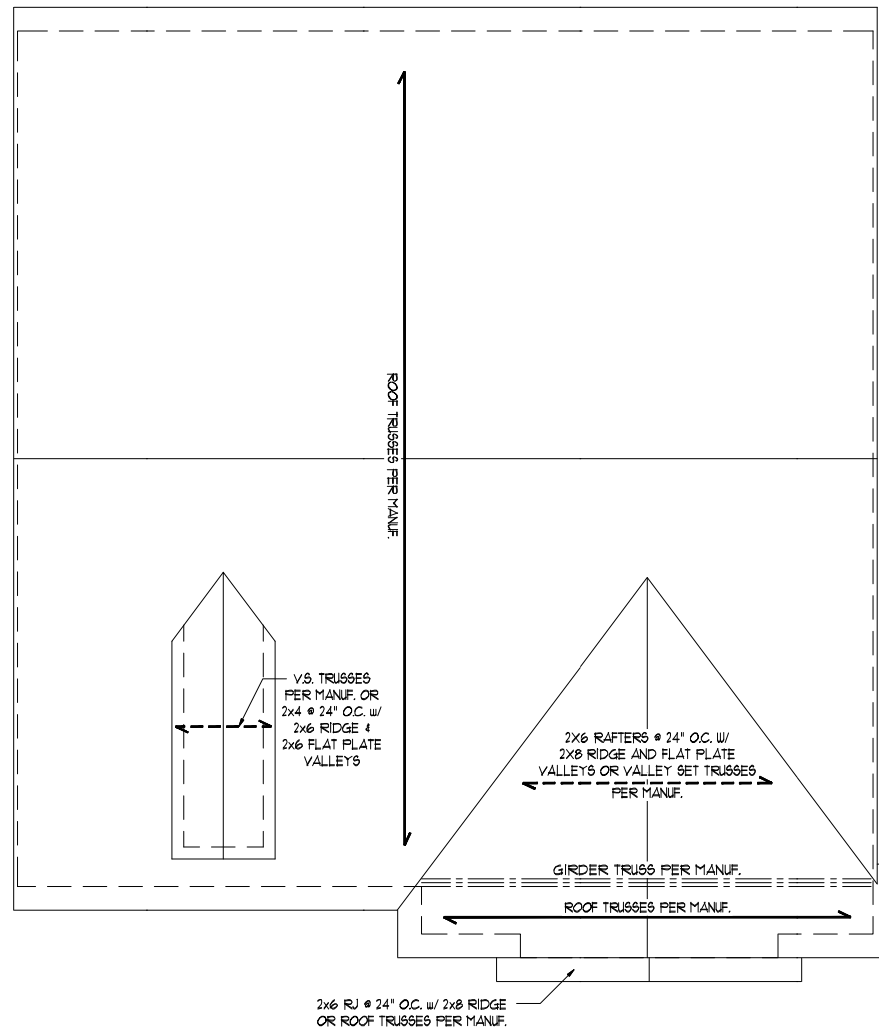 ROOF TRUSSES PER MANUF.
V.S. TRUSSES
PER MANUF. OR
2x4 @ 24" O.C. w/
2x6 RIDGE &
2x6 FLAT PLATE
VALLEYS
2X6 RAFTERS @ 24" O.C. W/
2X8 RIDGE AND FLAT PLATE
VALLEYS OR VALLEY SET TRUSSES
PER MANUF.
GIRDER TRUSS PER MANUF.
ROOF TRUSSES PER MANUF.
2x6 RJ @ 24" O.C. w/ 2x8 RIDGE
OR ROOF TRUSSES PER MANUF.